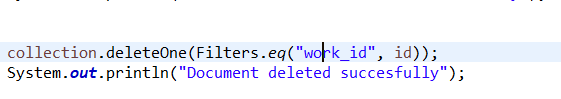 collection.deleteOne(Filters.eq("work_id", id));
System.out.println("Document deleted succesfully");